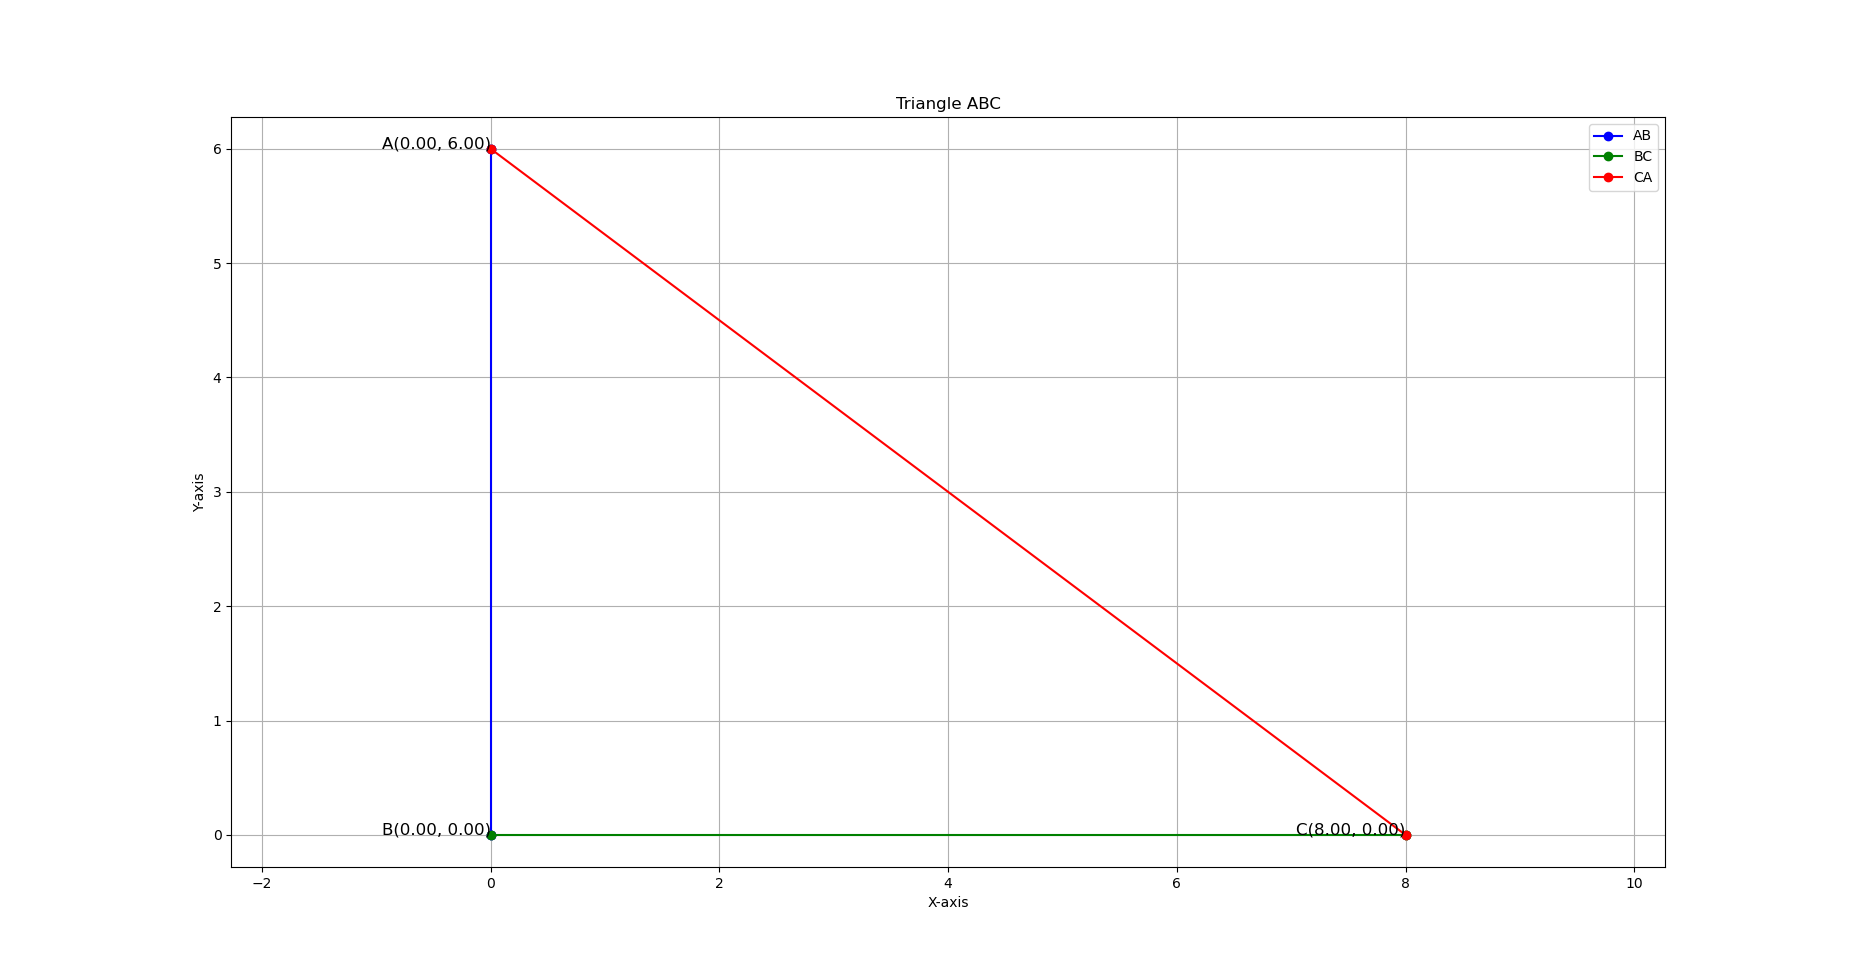 Triangle ABC
A(0.00, 6.00)
B(0.00, 0.00)
C(8.00, 0.00)
AB
BC
CA
6
5
4
3
2
1
0
Y-axis
−2
0
2
4
6
8
10
X-axis